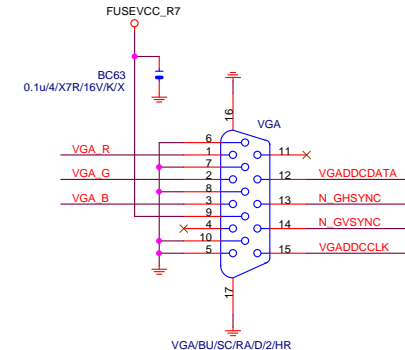 FUSEVCC_R7
BC63
0.1u/4/X7R/16V/K/X
16
VGA
6
VGA_R 1 11
7
VGA_G 2 12 VGADDCDATA
8
VGA_B 3 13 N_GHSYNC
9
4 14 N_GVSYNC
10
5 15 VGADDCCLK
17
VGA/BU/SC/RA/D/2/HR